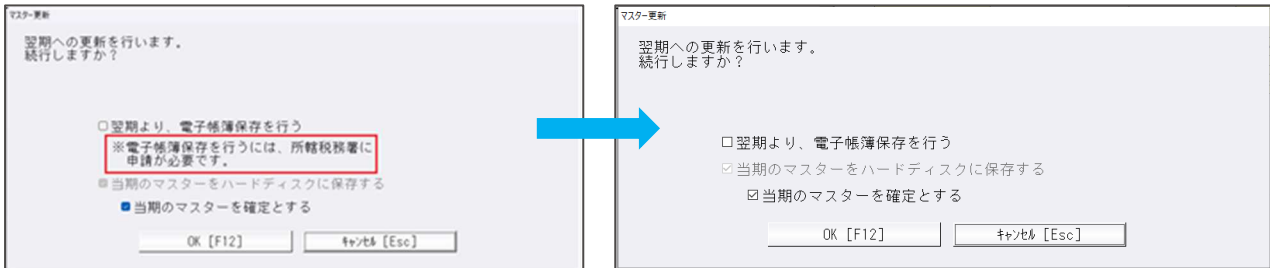 マスター更新
翌期への更新を行います。
続行しますか？
□翌期より、電子帳簿保存を行う
※電子帳簿保存を行うには、所轄税務署に
申請が必要です。
当期のマスターをハードディスクに保存する
当期のマスターを確定とする
OK [F12]
ｷｬﾝｾﾙ [Esc]
マスター更新
翌期への更新を行います。
続行しますか？
□翌期より、電子帳簿保存を行う
☑当期のマスターをハードディスクに保存する
☑当期のマスターを確定とする
OK [F12]
ｷｬﾝｾﾙ [Esc]